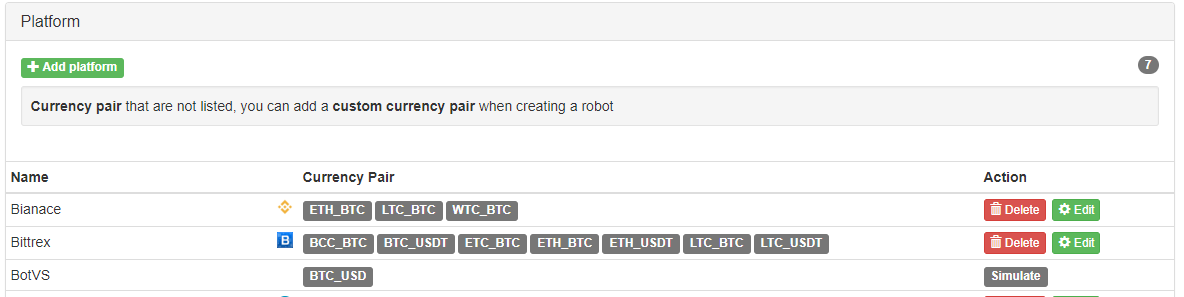 Platform
Add platform 7
Currency pair that are not listed, you can add a custom currency pair when creating a robot
Name Currency Pair Action
Bianace ETH_BTC LTC_BTC WTC_BTC Delete Edit
Bittrex B BCC_BTC BTC_USDT ETC_BTC ETH_BTC ETH_USDT LTC_BTC LTC_USDT Delete Edit
BotVS BTC_USD Simulate